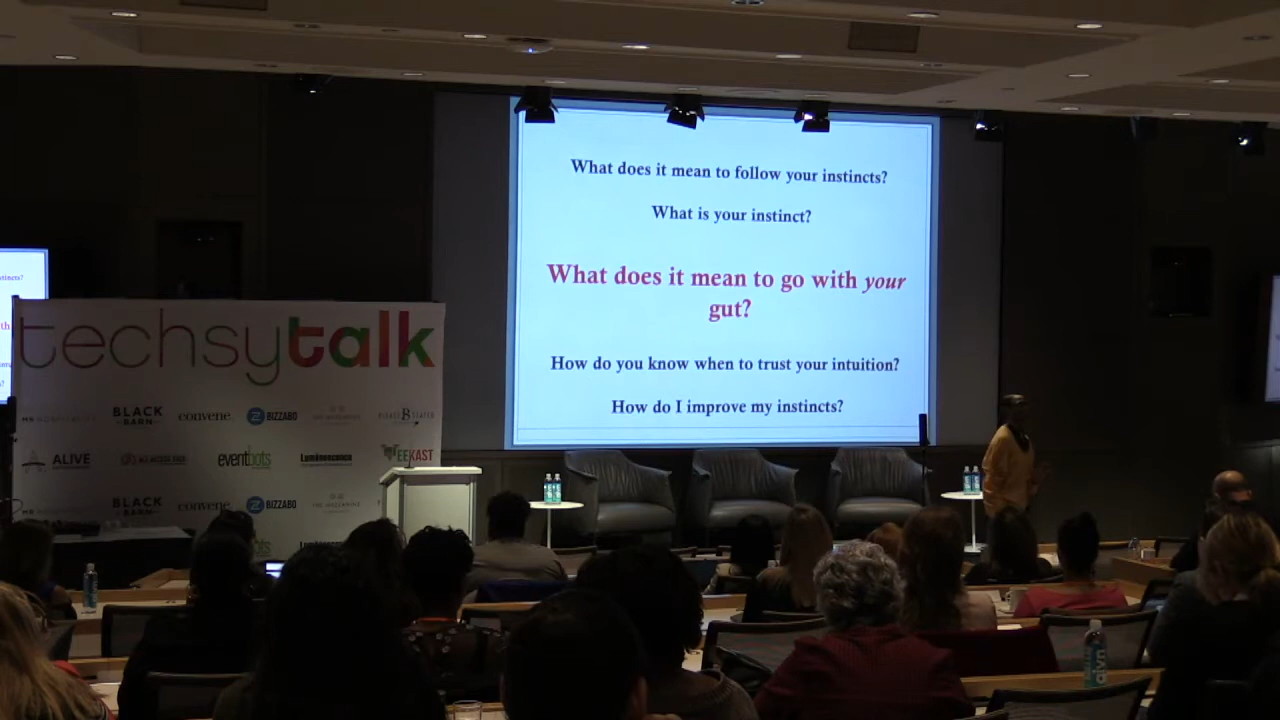 What does it mean to follow your instincts?
What is your instinct?
What does it mean to go with your
gut?
How do you know when to trust your intuition?
How do I improve my instincts?
techsytalk
BLACK
BARN
convene
BIZZABO
ALIVE
eventbots
Luminescence
BLACK
BARN
convene
BIZZABO